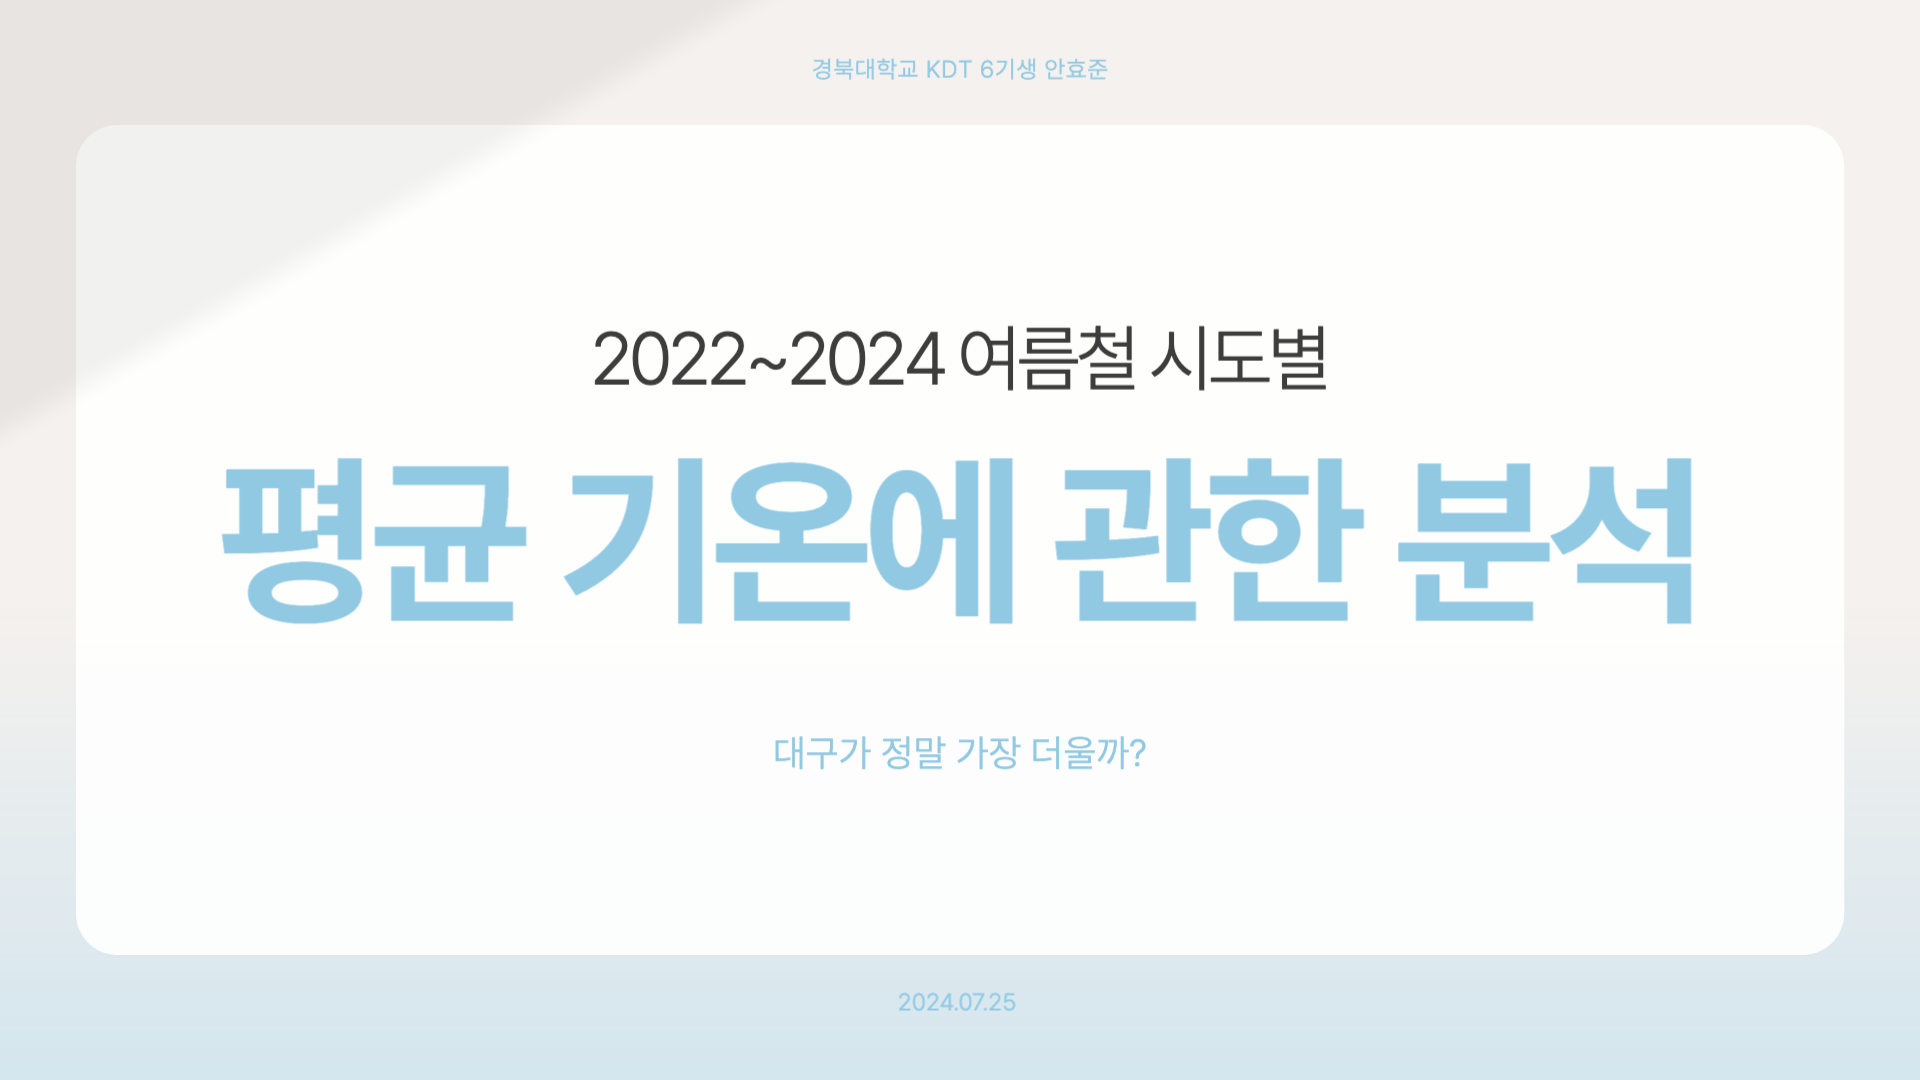 경북대학교 KDT 6기생 안효준
2022~2024 여름철 시도별
평균 기온에 관한 분석
대구가 정말 가장 더울까?
2024.07.25